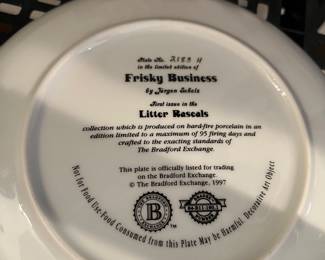 Plate No. 2185 H
in the limited edition of
Frisky Business
by Jürgen Scholz
First issue in the
Litter Rascals
collection which is produced on hard-fire porcelain in an
edition limited to a maximum of 95 firing days and
crafted to the exacting standards of
The Bradford Exchange.
This plate is officially listed for trading
on the Bradford Exchange.
© The Bradford Exchange, 1997
B
Not for Food Use-Food Consumed from this Plate May be Harmful. Decorative Art Object